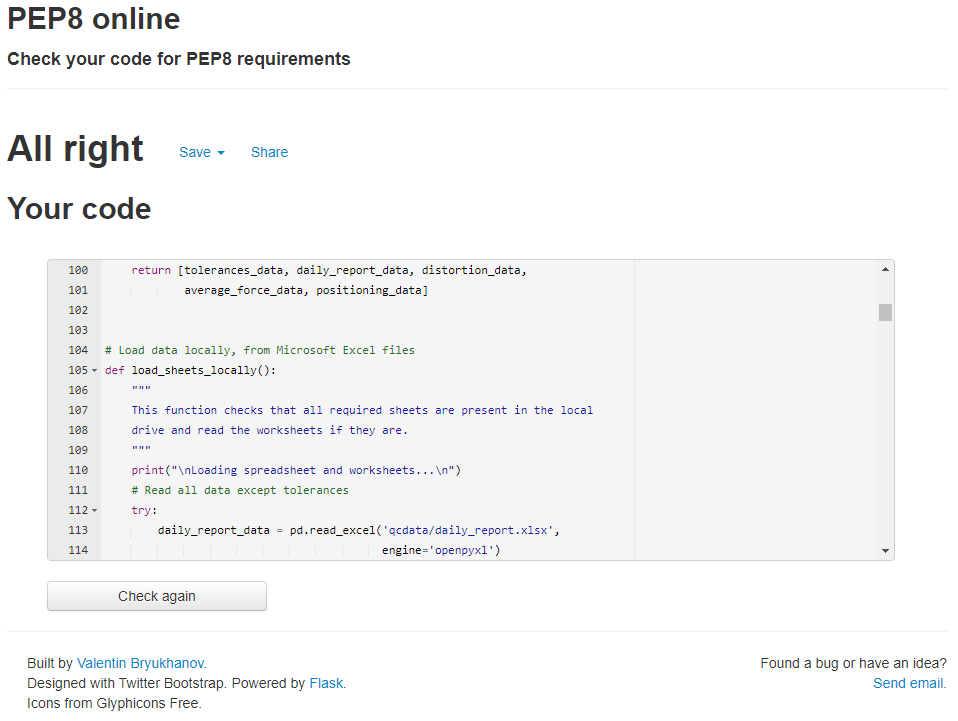 PEP8 online
Check your code for PEP8 requirements
All right Save Share
Your code
100 return [tolerances_data, daily_report_data, distortion_data,
101 average_force_data, positioning_data]
102
103
104 # Load data locally, from Microsoft Excel files
105 def load_sheets_locally():
106 """
107 This function checks that all required sheets are present in the local
108 drive and read the worksheets if they are.
109 """
110 print("\nLoading spreadsheet and worksheets...\n")
111 # Read all data except tolerances
112 try:
113 daily_report_data = pd.read_excel('qcdata/daily_report.xlsx',
114 engine='openpyxl')
Check again
Built by Valentin Bryukhanov.
Designed with Twitter Bootstrap. Powered by Flask.
Icons from Glyphicons Free.
Found a bug or have an idea?
Send email.